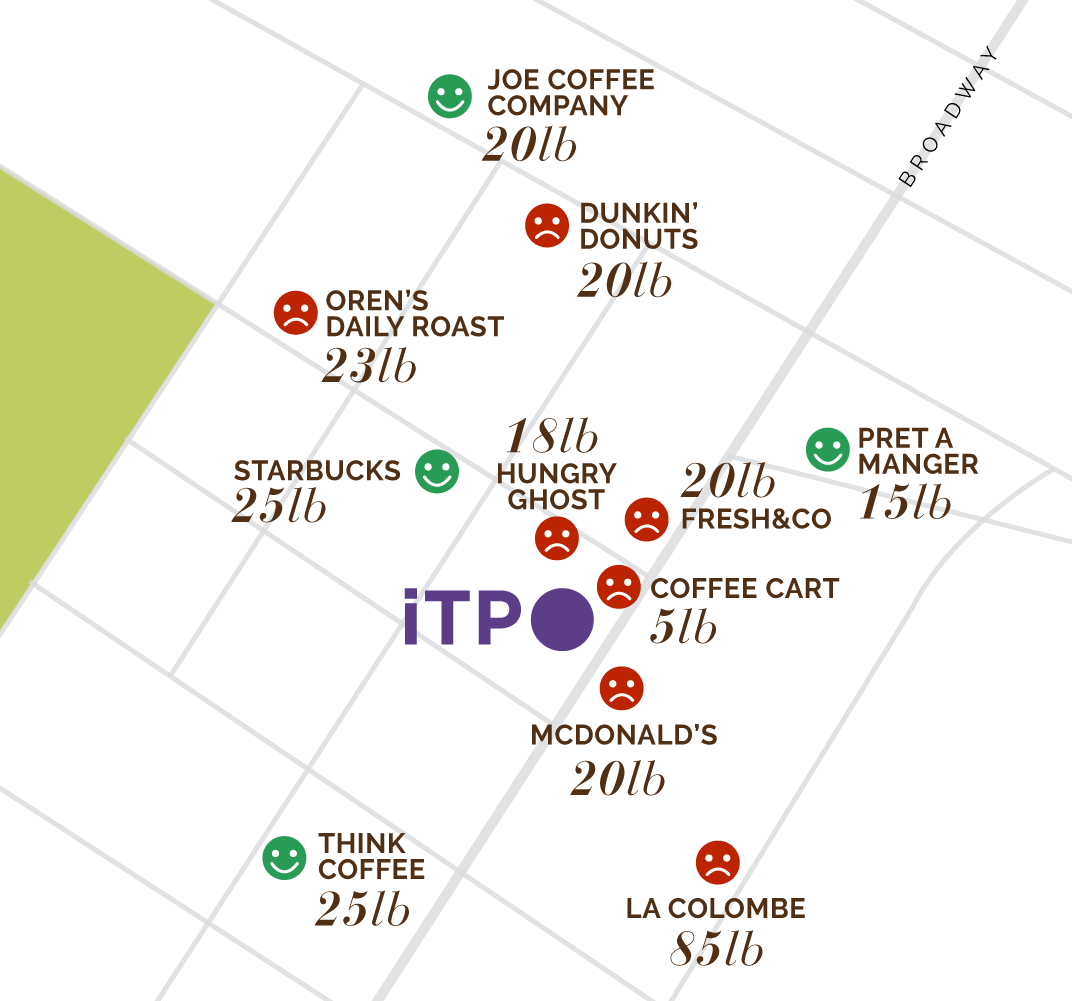 BROADWAY
JOE COFFEE
COMPANY
20lb
DUNKIN'
DONUTS
20lb
OREN'S
DAILY ROAST
23lb
18lb
HUNGRY
GHOST
STARBUCKS
25lb
20lb
FRESH&CO
PRET A
MANGER
15lb
iTP
COFFEE CART
5lb
MCDONALD'S
20lb
THINK
COFFEE
25lb
LA COLOMBE
85lb